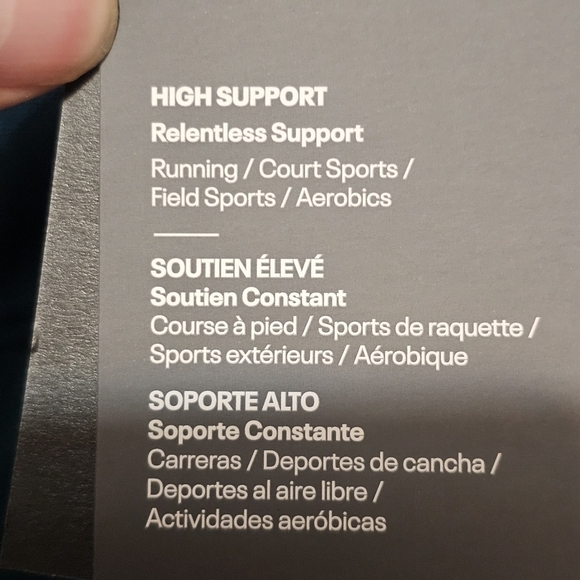 HIGH SUPPORT
Relentless Support
Running / Court Sports /
Field Sports / Aerobics
SOUTIEN ÉLEVÉ
Soutien Constant
Course à pied / Sports de raquette /
Sports extérieurs / Aérobique
SOPORTE ALTO
Soporte Constante
Carreras / Deportes de cancha /
Deportes al aire libre /
Actividades aeróbicas